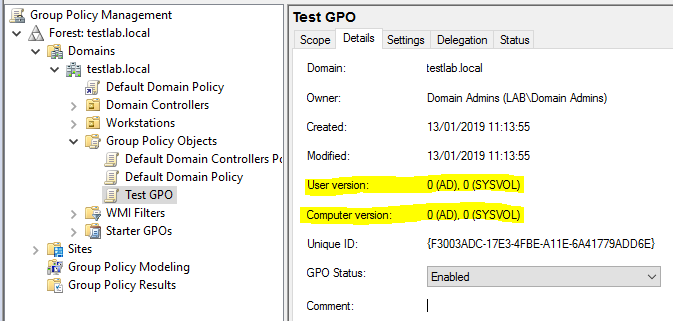 Group Policy Management
Forest: testlab.local
Domains
testlab.local
Default Domain Policy
Domain Controllers
Workstations
Group Policy Objects
Default Domain Controllers Po
Default Domain Policy
Test GPO
WMI Filters
Starter GPOs
Sites
Group Policy Modeling
Group Policy Results
Test GPO
Scope Details Settings Delegation Status
Domain: testlab.local
Owner: Domain Admins (LAB\Domain Admins)
Created: 13/01/2019 11:13:55
Modified: 13/01/2019 11:13:55
User version: 0 (AD), 0 (SYSVOL)
Computer version: 0 (AD), 0 (SYSVOL)
Unique ID: {F3003ADC-17E3-4FBE-A11E-6A41779ADD6E}
GPO Status: Enabled
Comment: